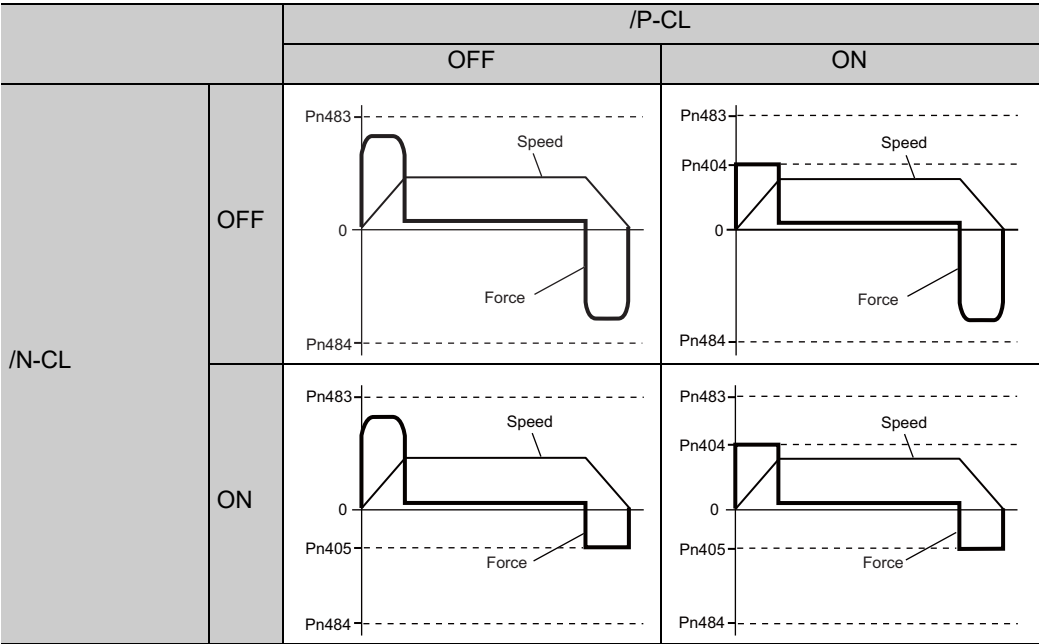 /P-CL
OFF
ON
/N-CL
OFF
Pn483
Speed
0
Force
Pn484
Pn483
Speed
Pn404
0
Force
Pn484
ON
Pn483
Speed
0
Pn405
Force
Pn484
Pn483
Speed
Pn404
0
Pn405
Force
Pn484